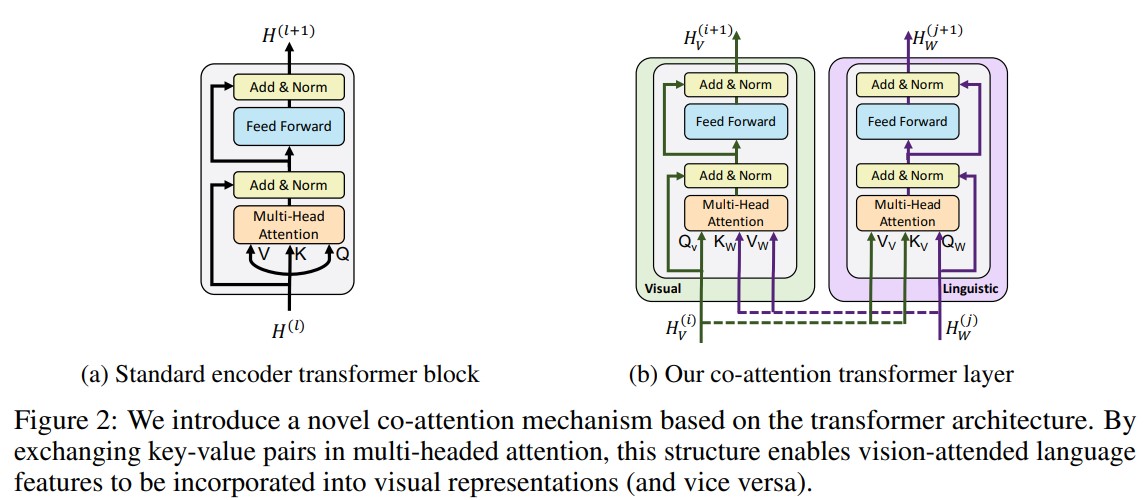 H^(l+1)
Add & Norm
Feed Forward
Add & Norm
Multi-Head
Attention
V K Q
H^(l)
(a) Standard encoder transformer block
H_V^(i+1)
Add & Norm
Feed Forward
Add & Norm
Multi-Head
Attention
Q_v K_W V_W
Visual
H_V^(i)
H_W^(j+1)
Add & Norm
Feed Forward
Add & Norm
Multi-Head
Attention
V_V K_V Q_W
Linguistic
H_W^(j)
(b) Our co-attention transformer layer
Figure 2: We introduce a novel co-attention mechanism based on the transformer architecture. By
exchanging key-value pairs in multi-headed attention, this structure enables vision-attended language
features to be incorporated into visual representations (and vice versa).